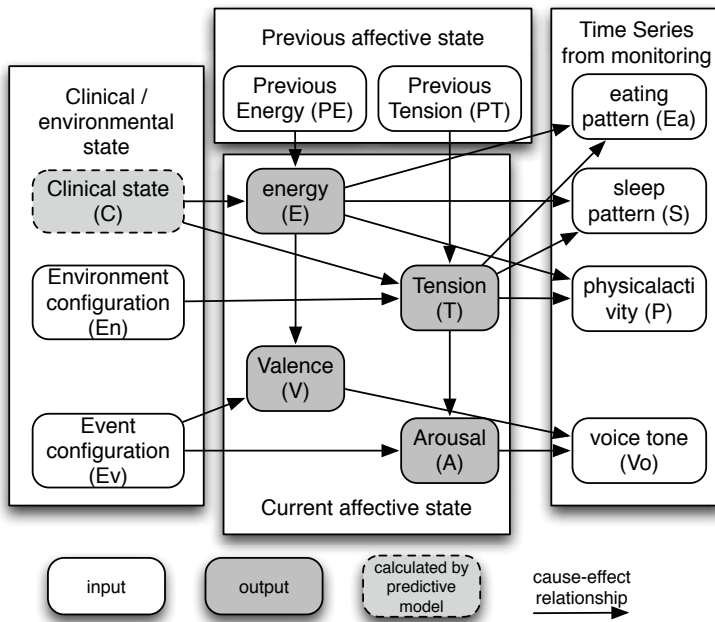 Previous affective state
Previous
Energy (PE)
Previous
Tension (PT)
Time Series
from monitoring
eating
pattern (Ea)
sleep
pattern (S)
physicalacti
vity (P)
voice tone
(Vo)
Clinical /
environmental
state
Clinical state
(C)
Environment
configuration
(En)
Event
configuration
(Ev)
energy
(E)
Tension
(T)
Valence
(V)
Arousal
(A)
Current affective state
input
output
calculated by
predictive
model
cause-effect
relationship